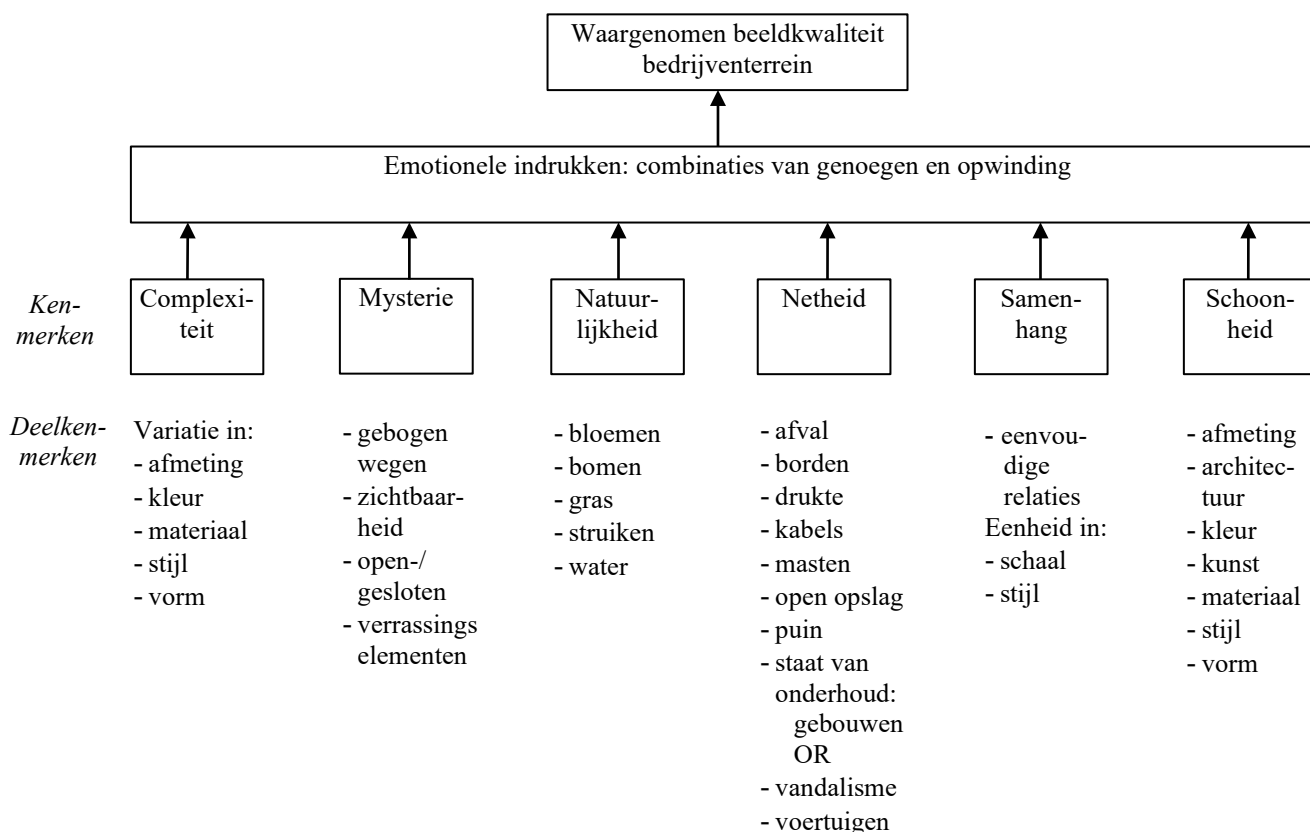 Waargenomen beeldkwaliteit
bedrijventerrein
Emotionele indrukken: combinaties van genoegen en opwinding
Ken-
merken
Complexi-
teit
Mysterie
Natuur-
lijkheid
Netheid
Samen-
hang
Schoon-
heid
Deelken-
merken
Variatie in:
- afmeting
- kleur
- materiaal
- stijl
- vorm
- gebogen
wegen
- zichtbaar-
heid
- open-/
gesloten
- verrassings
elementen
- bloemen
- bomen
- gras
- struiken
- water
- afval
- borden
- drukte
- kabels
- masten
- open opslag
- puin
- staat van
onderhoud:
gebouwen
OR
- vandalisme
- voertuigen
- eenvou-
dige
relaties
Eenheid in:
- schaal
- stijl
- afmeting
- architec-
tuur
- kleur
- kunst
- materiaal
- stijl
- vorm